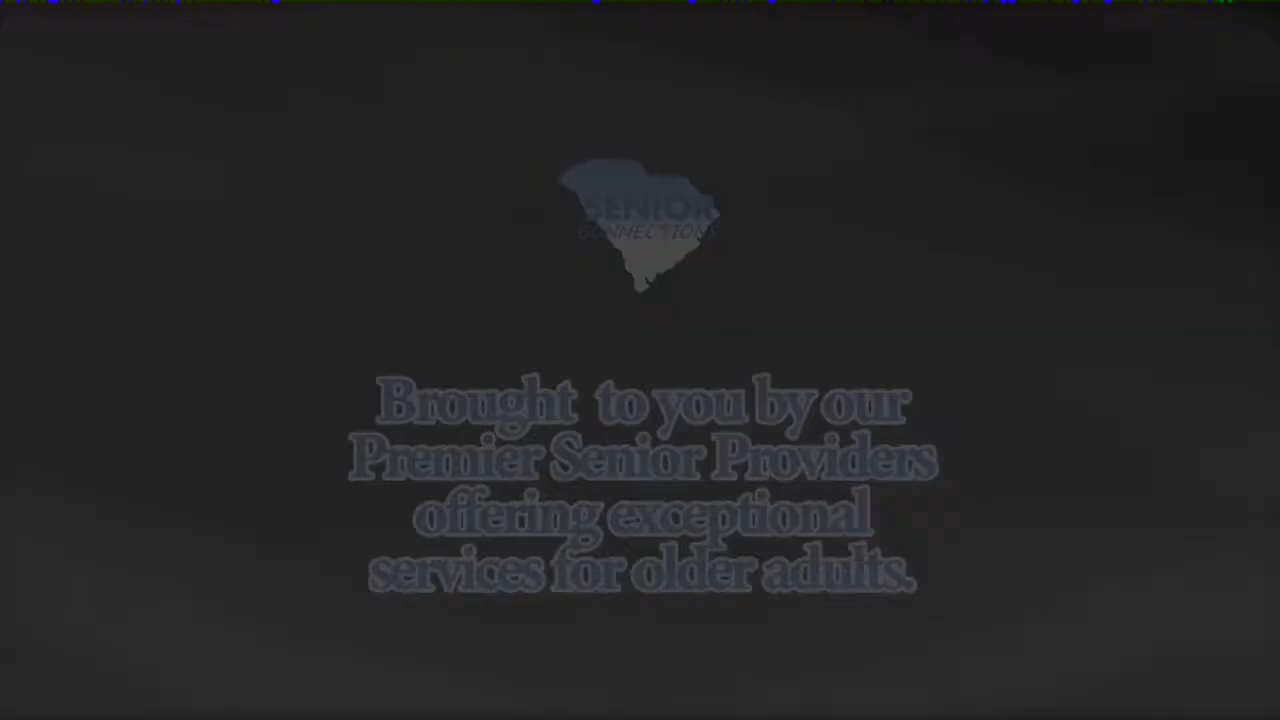 SENIOR
CONNECTIONS
Brought to you by our
Premier Senior Providers
offering exceptional
services for older adults.